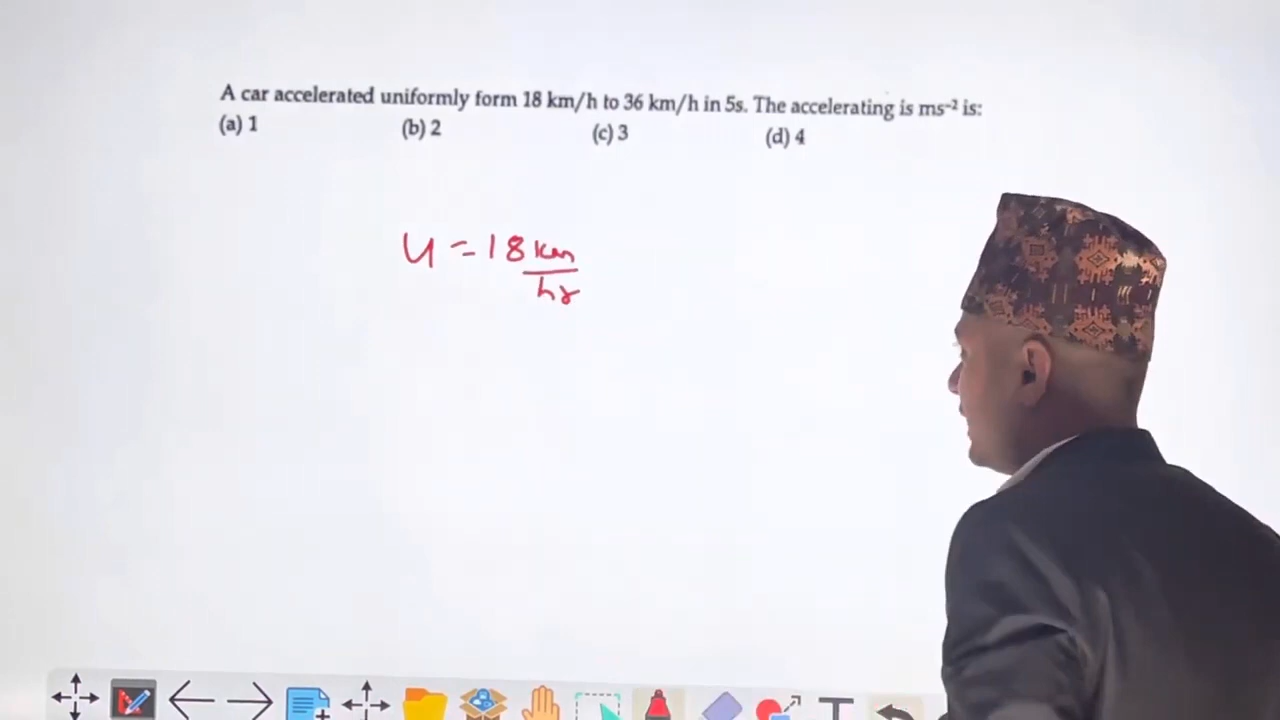 A car accelerated uniformly form 18 km/h to 36 km/h in 5s. The accelerating is ms⁻² is:
(a) 1 (b) 2 (c) 3 (d) 4
u = 18 km/hr
T